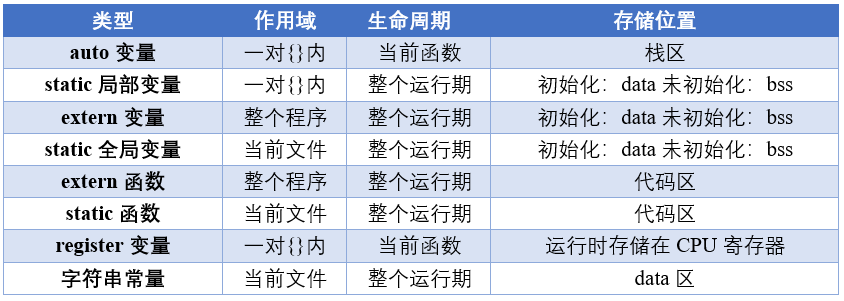 类型 作用域 生命周期 存储位置
auto 变量 一对{}内 当前函数 栈区
static 局部变量 一对{}内 整个运行期 初始化：data 未初始化：bss
extern 变量 整个程序 整个运行期 初始化：data 未初始化：bss
static 全局变量 当前文件 整个运行期 初始化：data 未初始化：bss
extern 函数 整个程序 整个运行期 代码区
static 函数 当前文件 整个运行期 代码区
register 变量 一对{}内 当前函数 运行时存储在 CPU 寄存器
字符串常量 当前文件 整个运行期 data 区